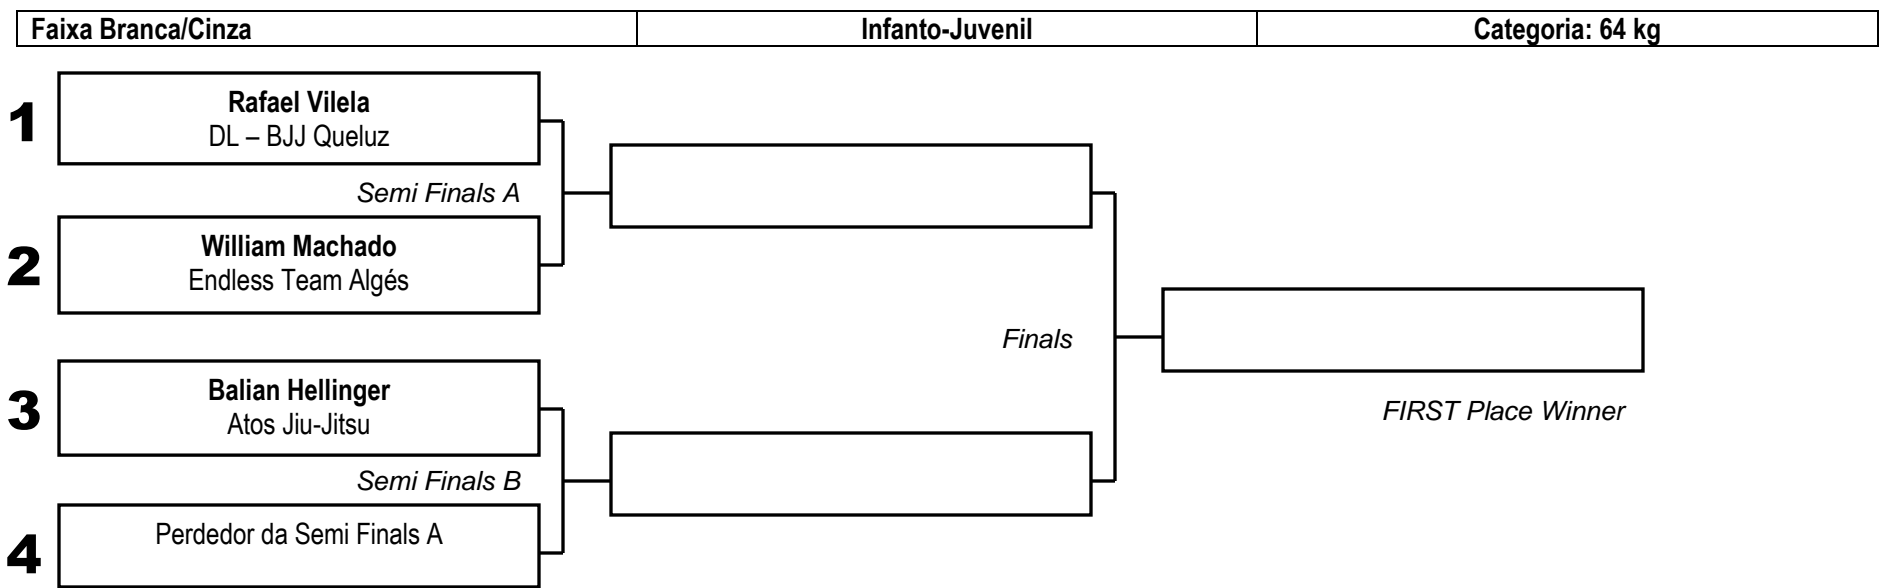 Faixa Branca/Cinza
Infanto-Juvenil
Categoria: 64 kg
1
Rafael Vilela
DL – BJJ Queluz
Semi Finals A
2
William Machado
Endless Team Algés
Finals
FIRST Place Winner
3
Balian Hellinger
Atos Jiu-Jitsu
Semi Finals B
4
Perdedor da Semi Finals A